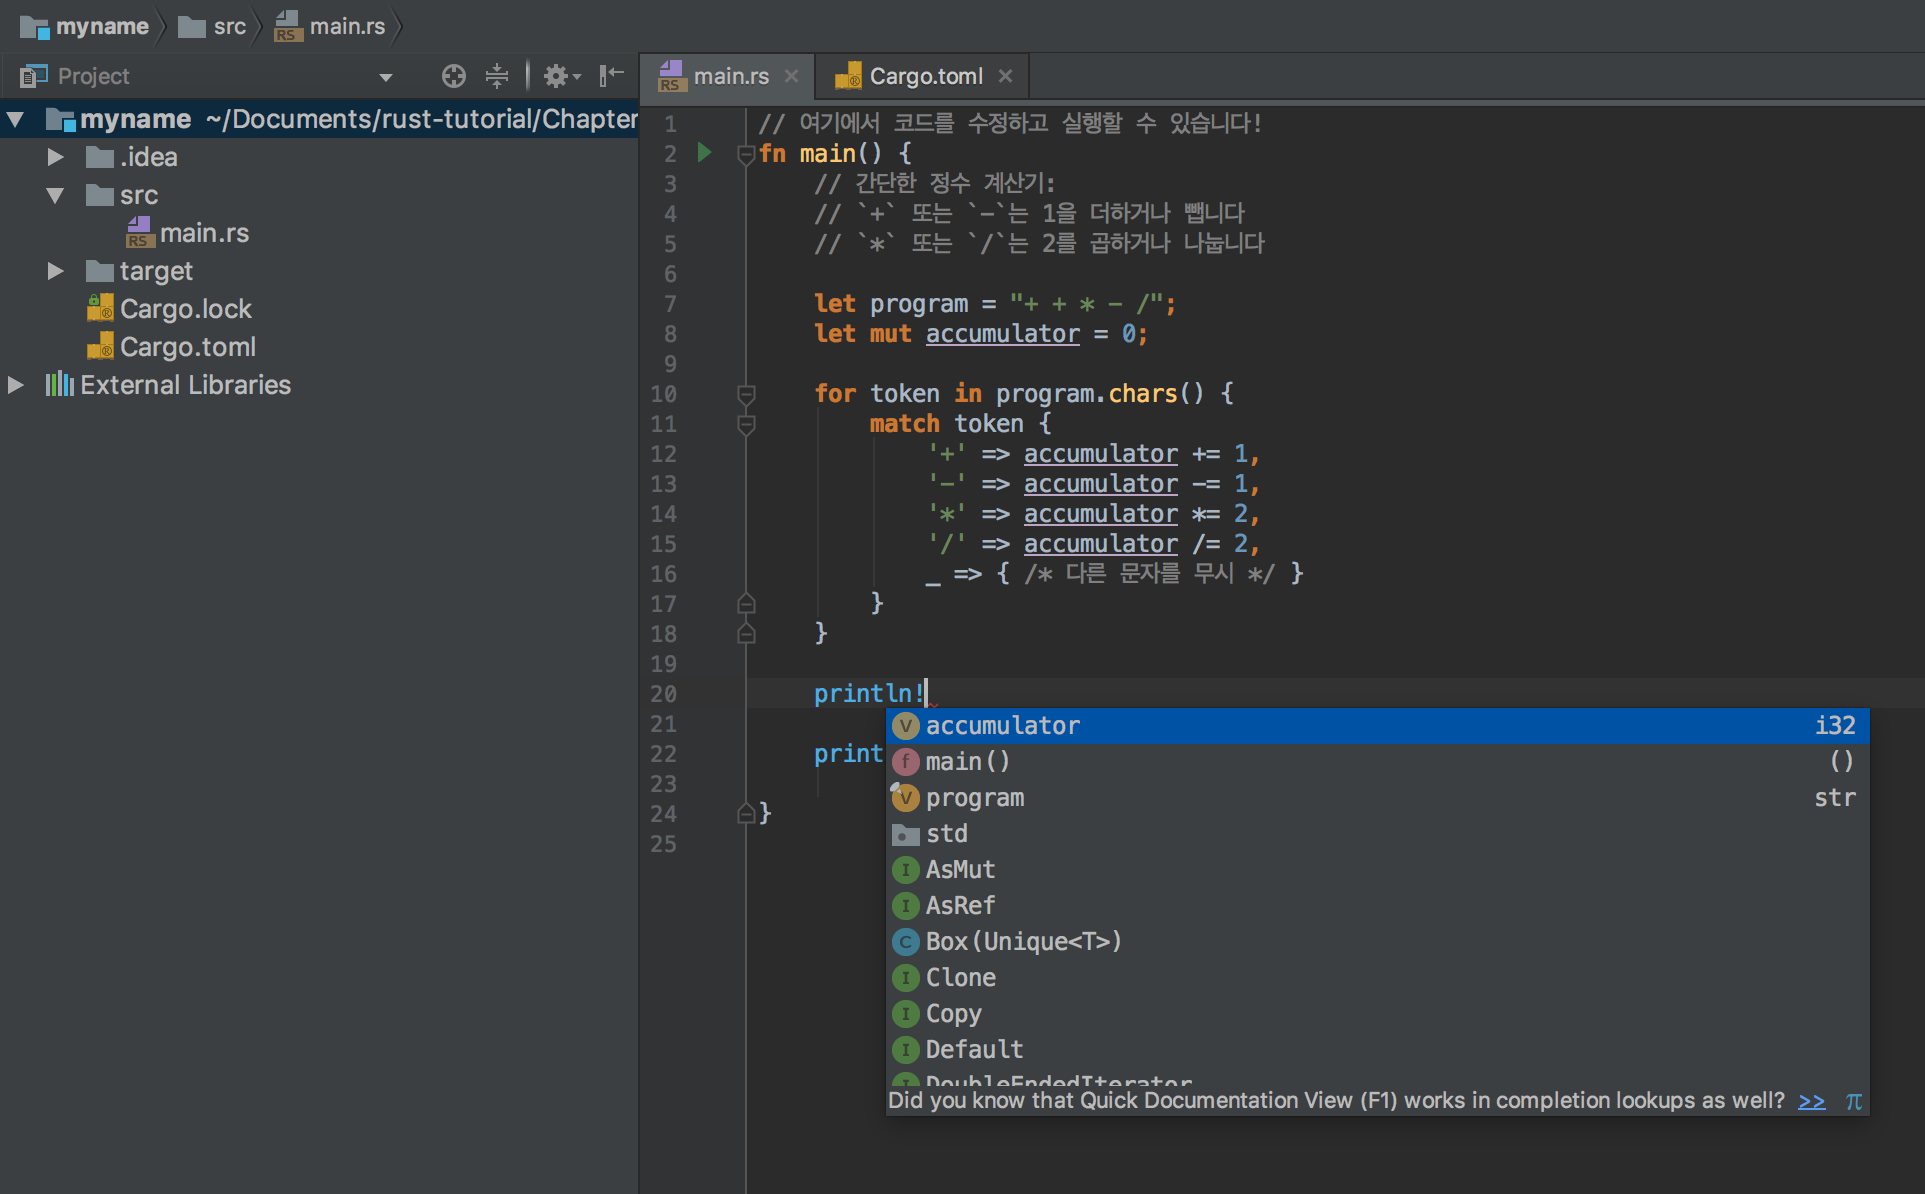 myname src main.rs
Project
myname ~/Documents/rust-tutorial/Chapter
.idea
src
main.rs
target
Cargo.lock
Cargo.toml
External Libraries
main.rs Cargo.toml
1 // 여기에서 코드를 수정하고 실행할 수 있습니다!
2 fn main() {
3 // 간단한 정수 계산기:
4 // `+` 또는 `-`는 1을 더하거나 뺍니다
5 // `*` 또는 `/`는 2를 곱하거나 나눕니다
6
7 let program = "+ + * - /";
8 let mut accumulator = 0;
9
10 for token in program.chars() {
11 match token {
12 '+' => accumulator += 1,
13 '-' => accumulator -= 1,
14 '*' => accumulator *= 2,
15 '/' => accumulator /= 2,
16 _ => { /* 다른 문자를 무시 */ }
17 }
18 }
19
20 println!
21
22 print
23
24 }
25
accumulator i32
main() ()
program str
std
AsMut
AsRef
Box(Unique<T>)
Clone
Copy
Default
DoubleEndedIterator
Did you know that Quick Documentation View (F1) works in completion lookups as well? >> π